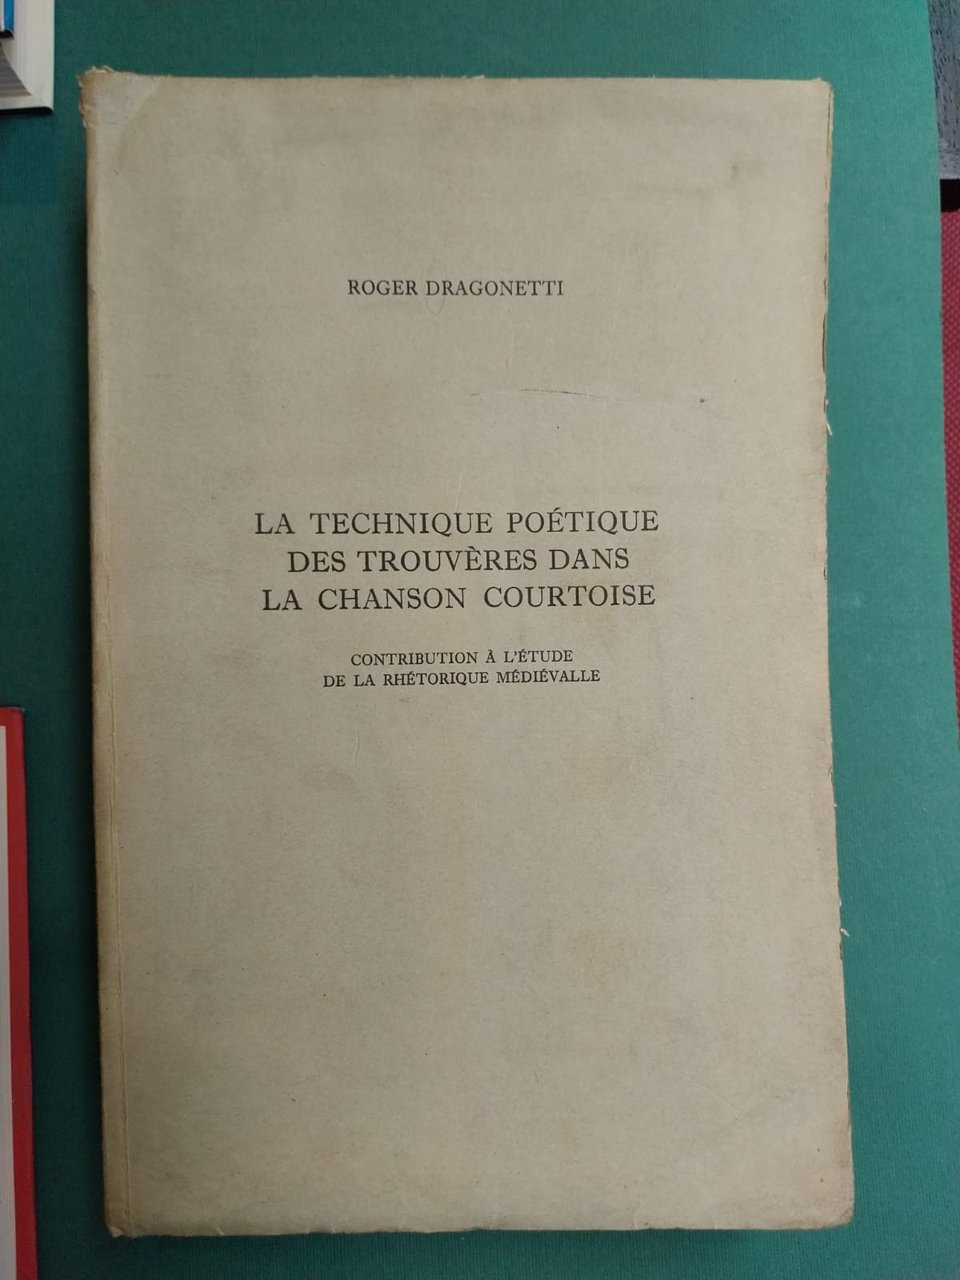 ROGER DRAGONETTI
LA TECHNIQUE POÉTIQUE
DES TROUVÈRES DANS
LA CHANSON COURTOISE
CONTRIBUTION À L'ÉTUDE
DE LA RHÉTORIQUE MÉDIÉVALLE